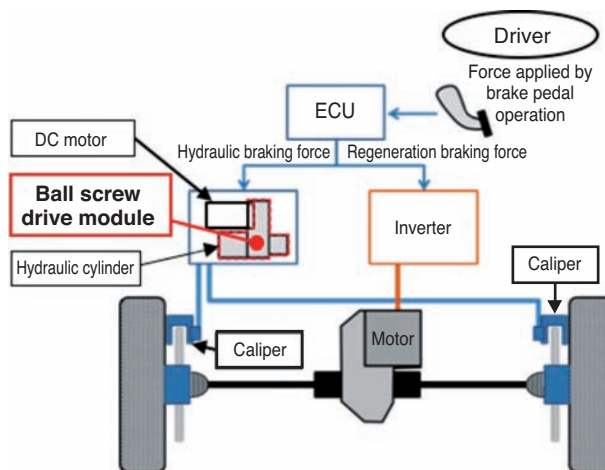 Driver
Force applied by
brake pedal
operation
ECU
DC motor
Hydraulic braking force
Regeneration braking force
Ball screw
drive module
Inverter
Hydraulic cylinder
Caliper
Motor
Caliper